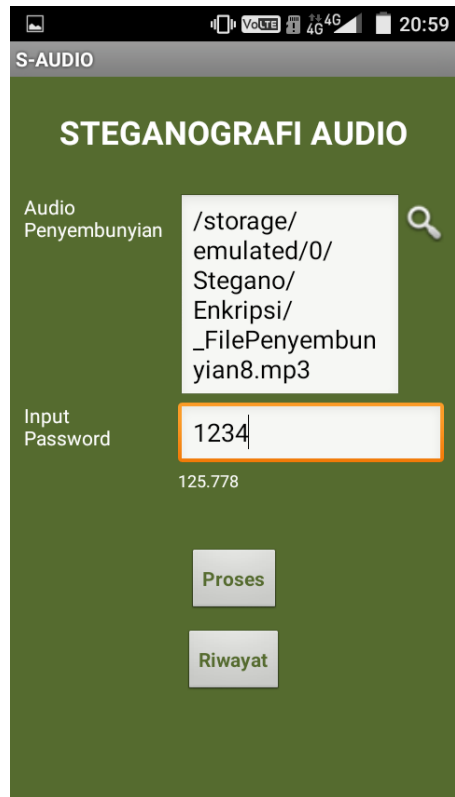 VoLTE 4G 4G 20:59
S-AUDIO
STEGANOGRAFI AUDIO
Audio
Penyembunyian
/storage/
emulated/0/
Stegano/
Enkripsi/
_FilePenyembun
yian8.mp3
Input
Password
1234
125.778
Proses
Riwayat